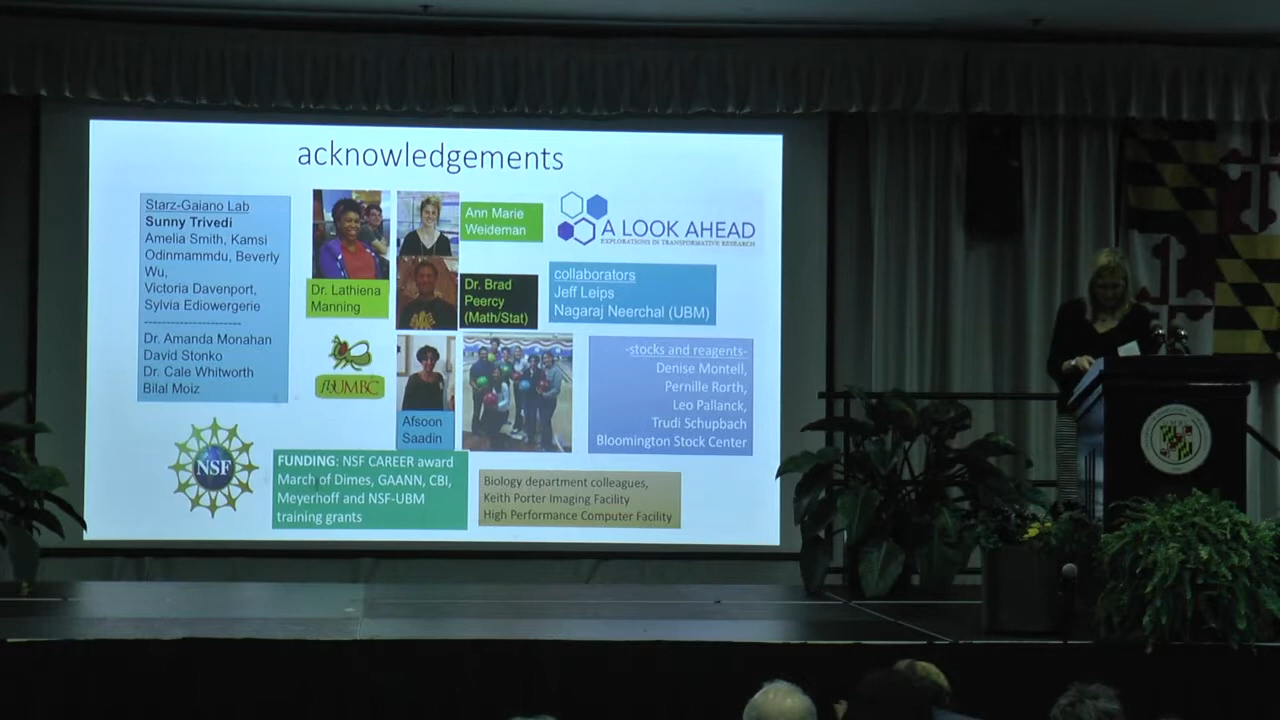 acknowledgements
Starz-Gaiano Lab
Sunny Trivedi
Amelia Smith, Kamsi
Odinmammdu, Beverly
Wu,
Victoria Davenport,
Sylvia Ediowergerie
--------------------
Dr. Amanda Monahan
David Stonko
Dr. Cale Whitworth
Bilal Moiz
Dr. Lathiena
Manning
Ann Marie
Weideman
Dr. Brad
Peercy
(Math/Stat)
A LOOK AHEAD
EXPLORATIONS IN TRANSFORMATIVE RESEARCH
collaborators
Jeff Leips
Nagaraj Neerchal (UBM)
UMBC
Afsoon
Saadin
-stocks and reagents-
Denise Montell,
Pernille Rorth,
Leo Pallanck,
Trudi Schupbach
Bloomington Stock Center
NSF
FUNDING: NSF CAREER award
March of Dimes, GAANN, CBI,
Meyerhoff and NSF-UBM
training grants
Biology department colleagues,
Keith Porter Imaging Facility
High Performance Computer Facility